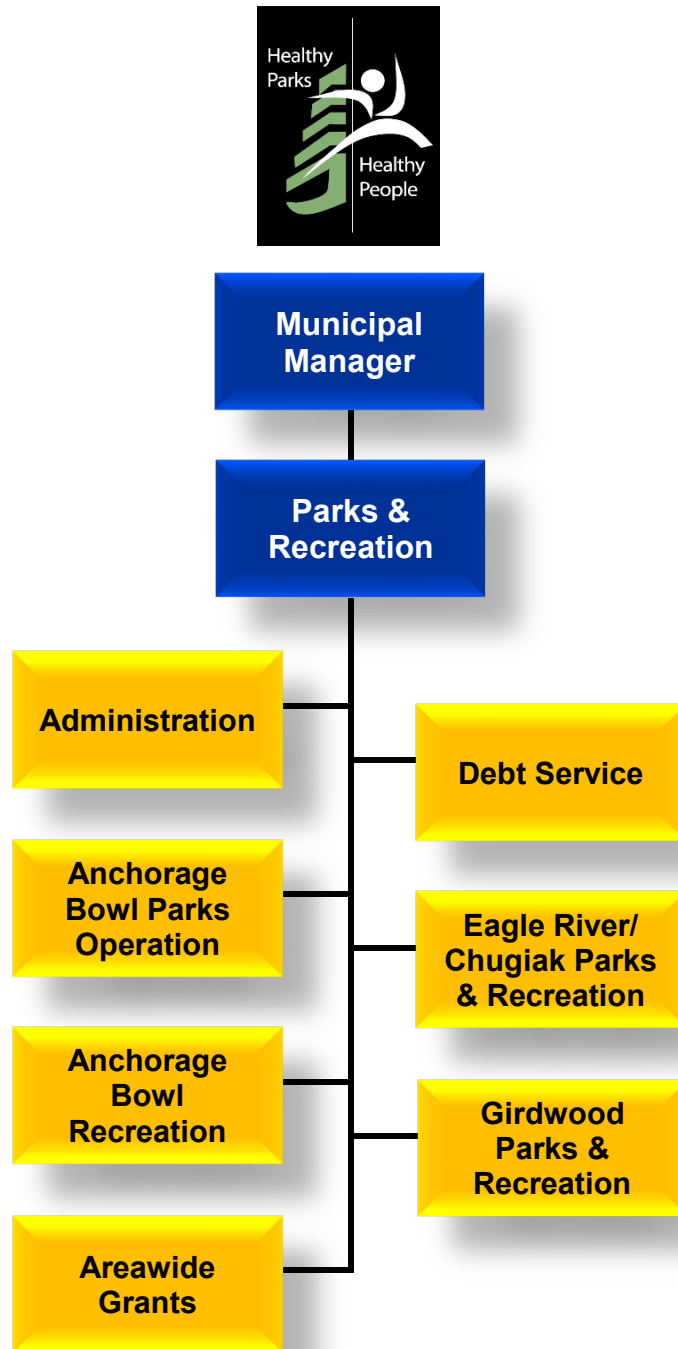 Healthy
Parks
Healthy
People
Municipal
Manager
Parks &
Recreation
Administration
Debt Service
Anchorage
Bowl Parks
Operation
Eagle River/
Chugiak Parks
& Recreation
Anchorage
Bowl
Recreation
Girdwood
Parks &
Recreation
Areawide
Grants